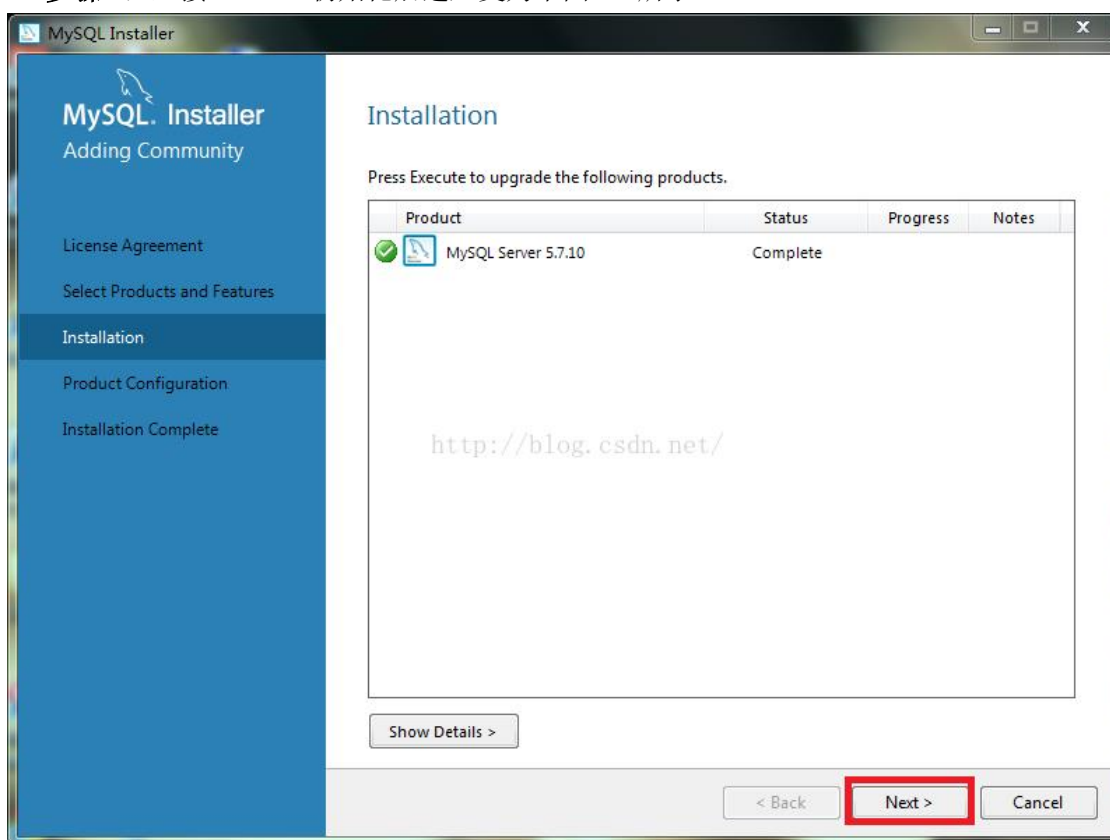 MySQL Installer
MySQL. Installer
Adding Community
License Agreement
Select Products and Features
Installation
Product Configuration
Installation Complete
Installation
Press Execute to upgrade the following products.
Product Status Progress Notes
MySQL Server 5.7.10 Complete
http://blog.csdn.net/
Show Details >
< Back Next > Cancel